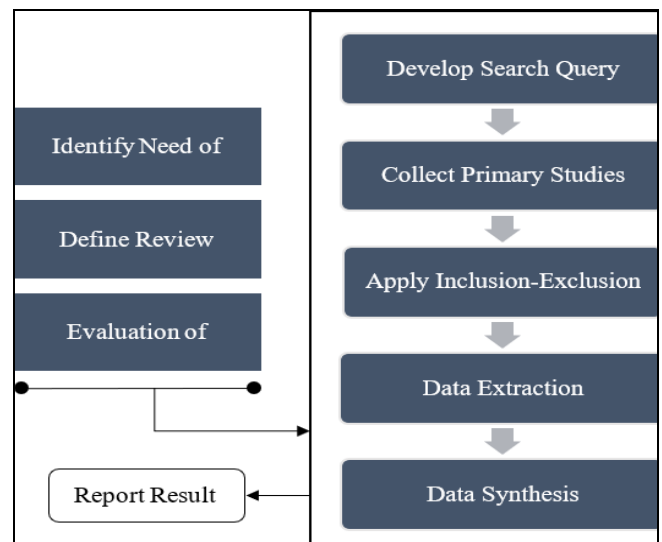 Identify Need of
Define Review
Evaluation of
Report Result
Develop Search Query
Collect Primary Studies
Apply Inclusion-Exclusion
Data Extraction
Data Synthesis